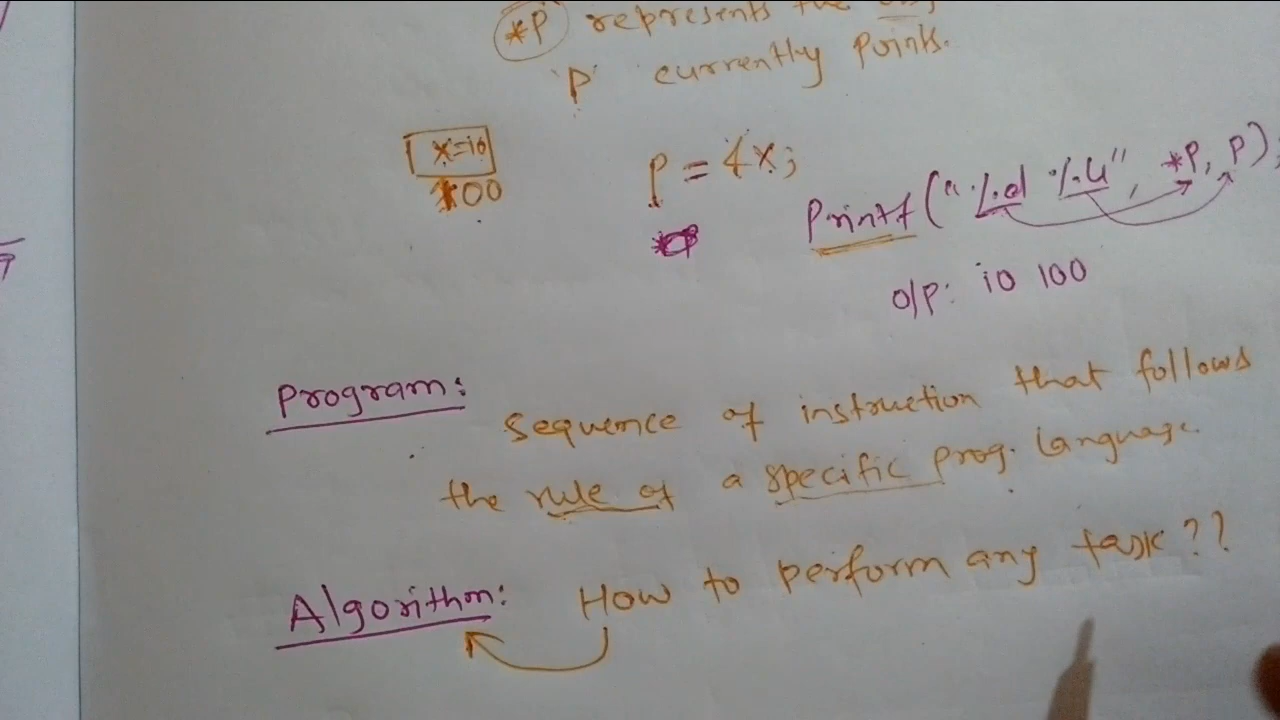 *P represents the
'P' currently points.
x=10
100
P = &x;
Printf("%d %u", *P, P);
*P
O/P: 10 100
Program:
Sequence of instruction that follows
the rule of a specific prog. language.
Algorithm: How to perform any task??